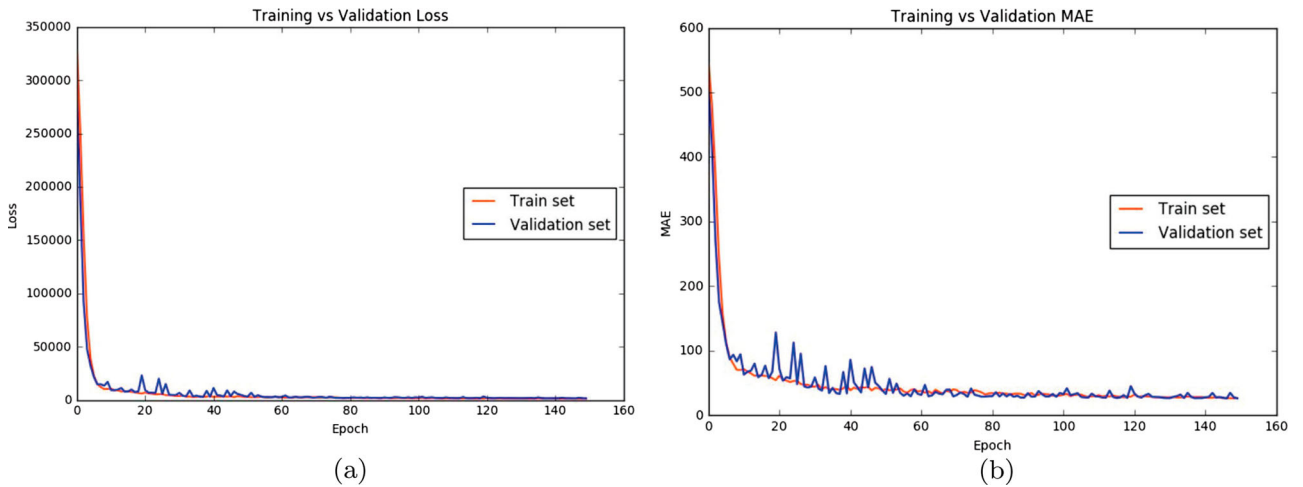 Training vs Validation Loss
350000
300000
250000
200000
150000
100000
50000
0
Loss
0 20 40 60 80 100 120 140 160
Epoch
Train set
Validation set
(a)
Training vs Validation MAE
600
500
400
300
200
100
0
MAE
0 20 40 60 80 100 120 140 160
Epoch
Train set
Validation set
(b)